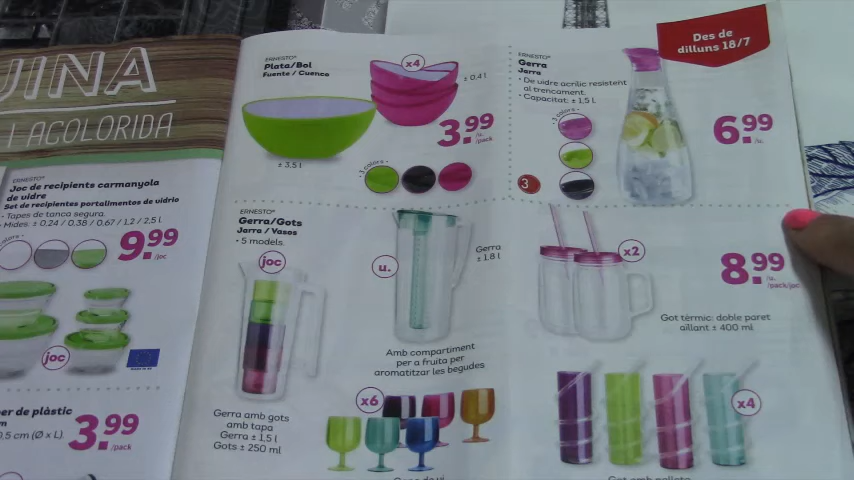 UINA
I ACOLORIDA
ERNESTO®
Joc de recipients carmanyola
de vidre
Set de recipientes portalimentos de vidrio
• Tapes de tanca segura.
• Mides: ± 0,24 / 0,38 / 0,67 / 1,2 / 2,5 l.
9.99
/joc
joc
er de plàstic
3.99
/pack
ERNESTO®
Plata/Bol
Fuente / Cuenco
x4
± 0,4 l
3.99
/u.
/pack
± 3,5 l
3 colors
ERNESTO®
Gerra
Jarra
• De vidre acrílic resistent
al trencament.
• Capacitat: ± 1,5 l
3 colors
3
Des de
dilluns 18/7
6.99
/u.
ERNESTO®
Gerra/Gots
Jarra / Vasos
• 5 models.
joc
u.
Gerra
± 1,8 l
Amb compartiment
per a fruita per
aromatitzar les begudes
Gerra amb gots
amb tapa
Gerra ± 1,5 l
Gots ± 250 ml
x6
x2
8.99
/u.
/pack/joc
Got tèrmic: doble paret
aïllant ± 400 ml
x4